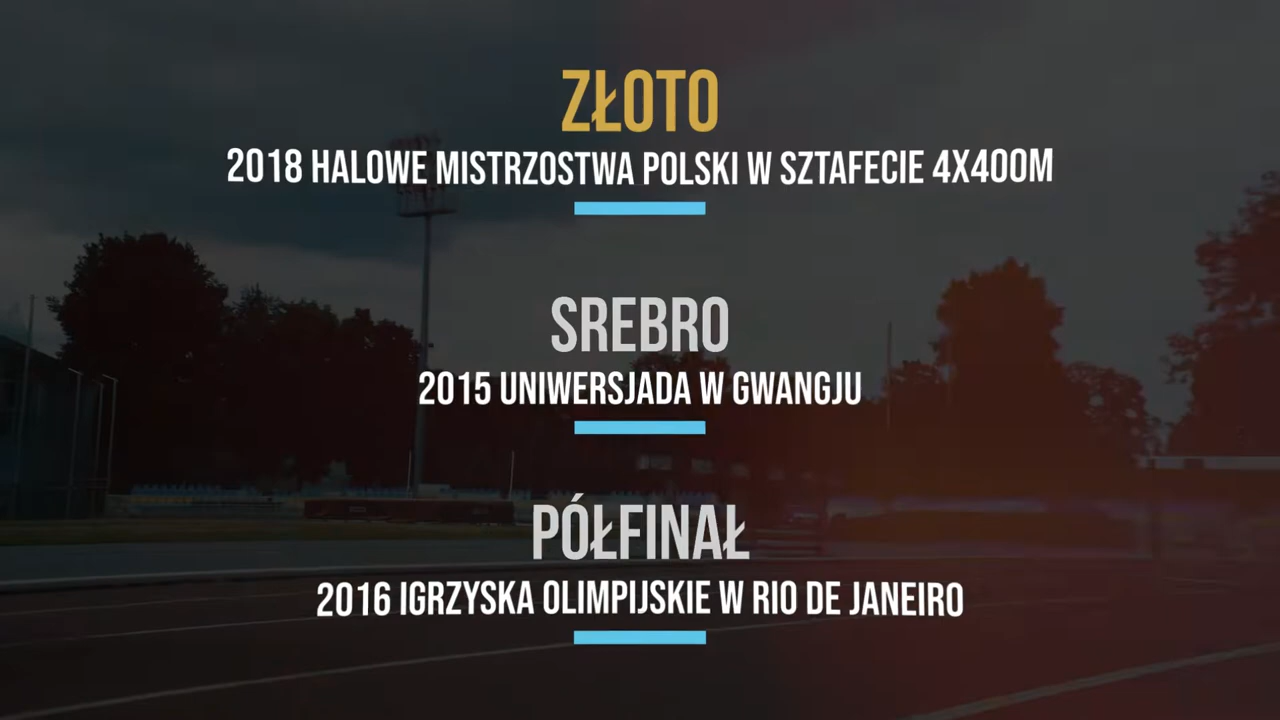 ZŁOTO
2018 HALOWE MISTRZOSTWA POLSKI W SZTAFECIE 4X400M
SREBRO
2015 UNIWERSJADA W GWANGJU
PÓŁFINAŁ
2016 IGRZYSKA OLIMPIJSKIE W RIO DE JANEIRO